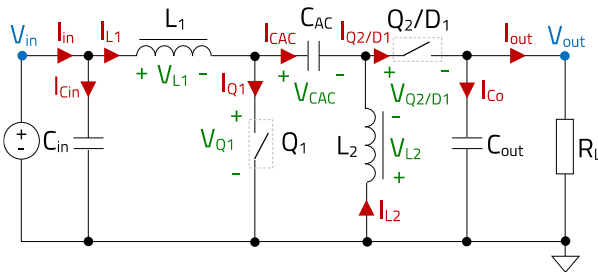 L1 CAC Q2/D1
Vin Iin IL1 ICAC IQ2/D1 Iout Vout
+ VL1 - + - + -
ICin IQ1 VCAC VQ2/D1 ICo
+ - Cin + VQ1 - Q1 L2 - VL2 + Cout RL
IL2